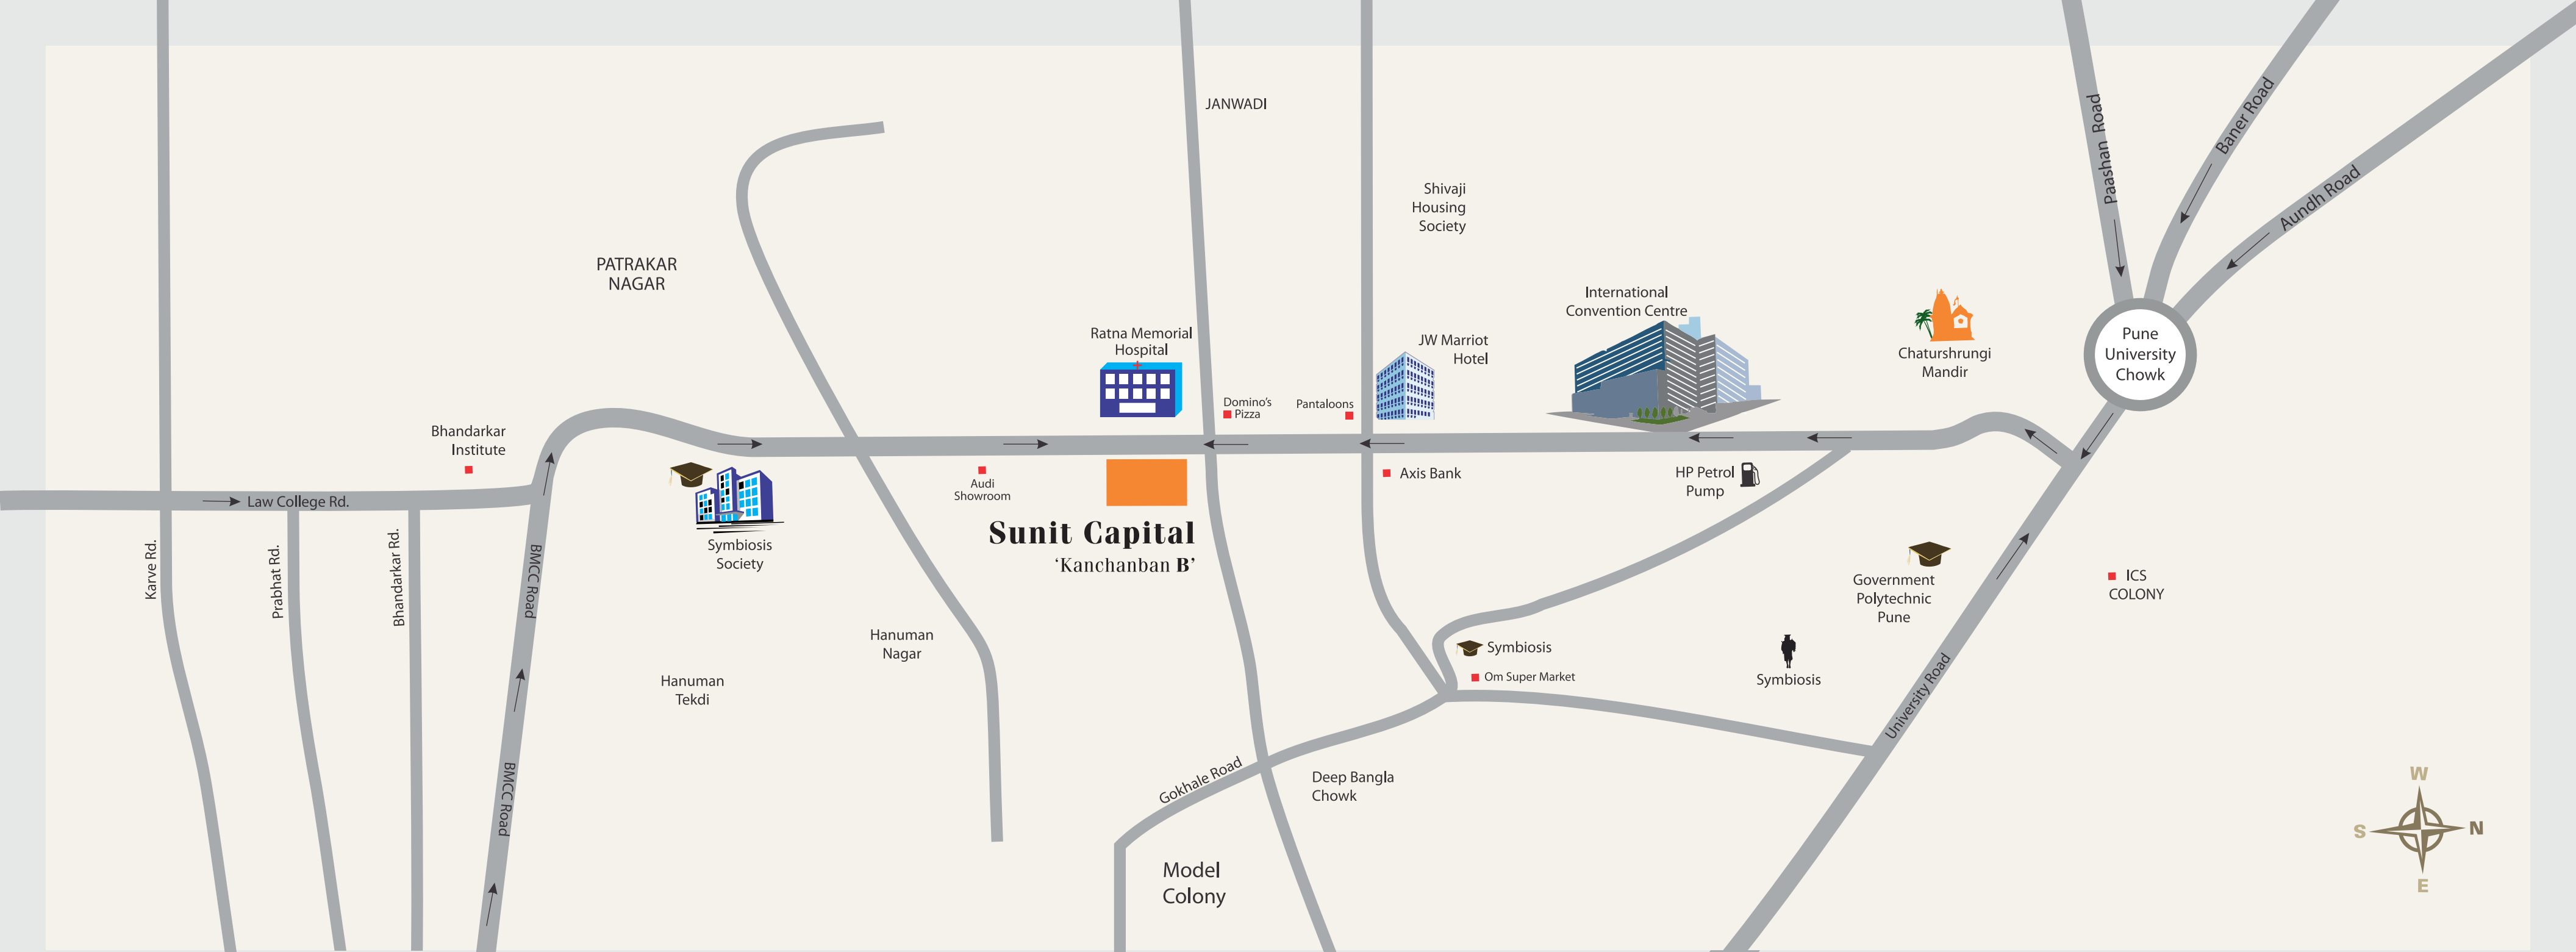 JANWADI
Paashan Road
Baner Road
Aundh Road
Shivaji
Housing
Society
PATRAKAR
NAGAR
International
Convention Centre
Ratna Memorial
Hospital
JW Marriot
Hotel
Chaturshrungi
Mandir
Pune
University
Chowk
Domino's
Pizza
Pantaloons
Bhandarkar
Institute
Axis Bank
HP Petrol
Pump
Audi
Showroom
Law College Rd.
Sunit Capital
‘Kanchanban B’
Symbiosis
Society
Karve Rd.
Prabhat Rd.
Bhandarkar Rd.
BMCC Road
BMCC Road
Government
Polytechnic
Pune
ICS
COLONY
Hanuman
Nagar
Hanuman
Tekdi
Symbiosis
Om Super Market
Symbiosis
University Road
Gokhale Road
Deep Bangla
Chowk
Model
Colony
W
S
N
E